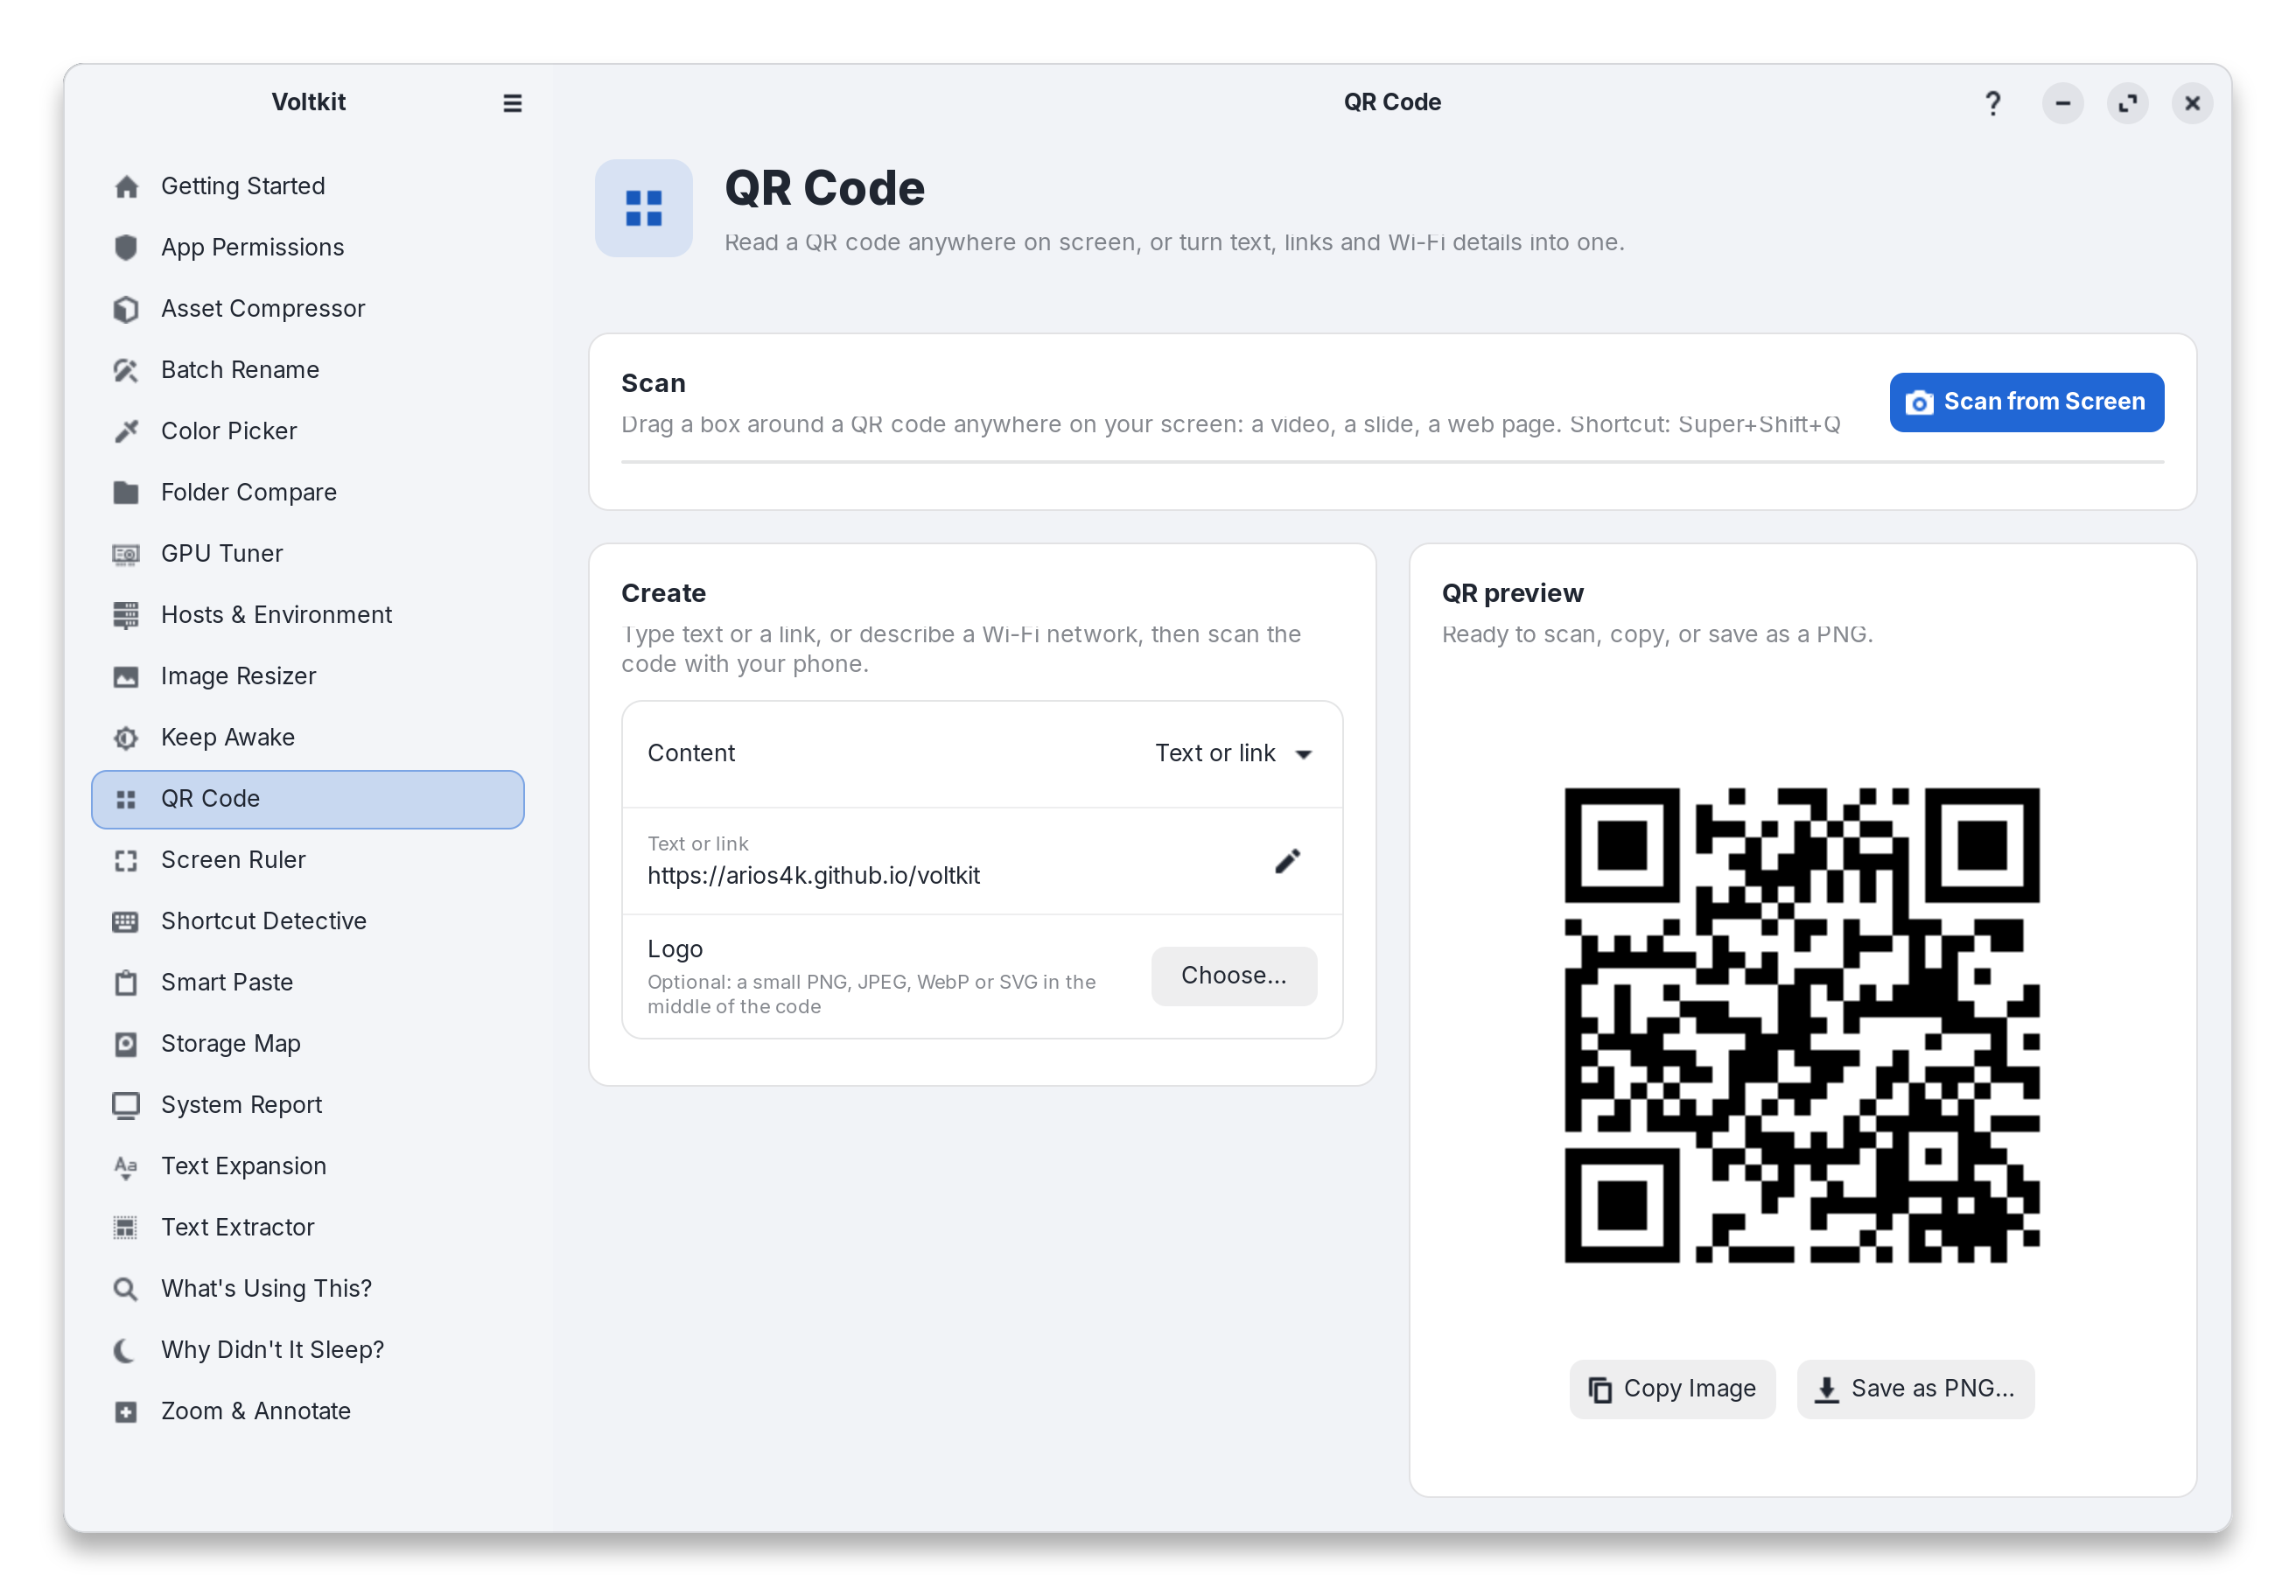 Voltkit
QR Code
?
Getting Started
App Permissions
Asset Compressor
Batch Rename
Color Picker
Folder Compare
GPU Tuner
Hosts & Environment
Image Resizer
Keep Awake
QR Code
Screen Ruler
Shortcut Detective
Smart Paste
Storage Map
System Report
Text Expansion
Text Extractor
What's Using This?
Why Didn't It Sleep?
Zoom & Annotate
QR Code
Read a QR code anywhere on screen, or turn text, links and Wi-Fi details into one.
Scan
Drag a box around a QR code anywhere on your screen: a video, a slide, a web page. Shortcut: Super+Shift+Q
Scan from Screen
Create
Type text or a link, or describe a Wi-Fi network, then scan the
code with your phone.
Content
Text or link
Text or link
https://arios4k.github.io/voltkit
Logo
Optional: a small PNG, JPEG, WebP or SVG in the
middle of the code
Choose...
QR preview
Ready to scan, copy, or save as a PNG.
Copy Image
Save as PNG...